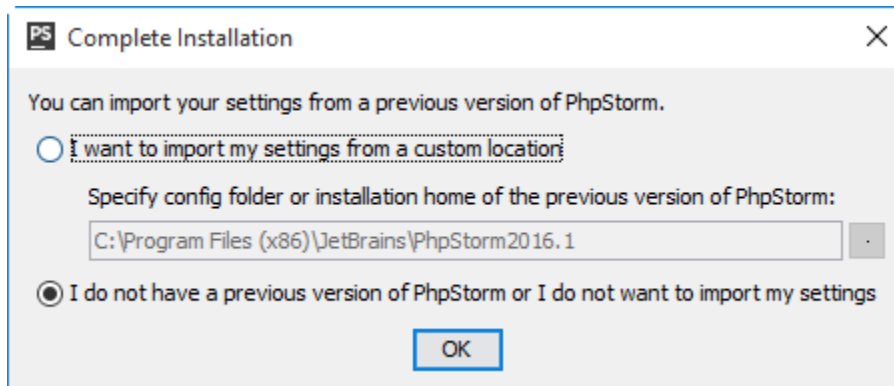 PS Complete Installation
You can import your settings from a previous version of PhpStorm.
I want to import my settings from a custom location
Specify config folder or installation home of the previous version of PhpStorm:
C:\Program Files (x86)\JetBrains\PhpStorm2016.1
I do not have a previous version of PhpStorm or I do not want to import my settings
OK